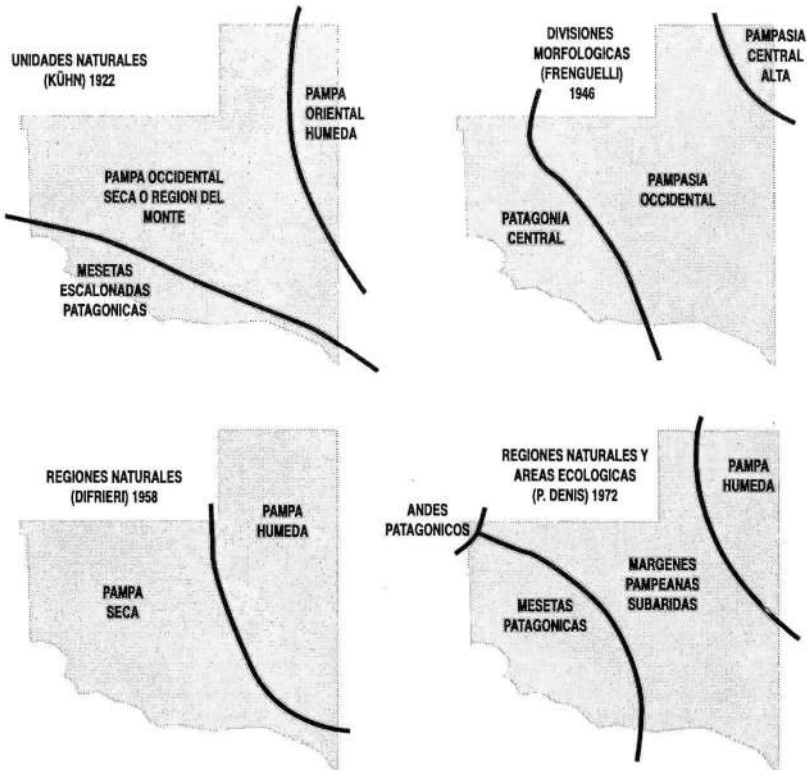 UNIDADES NATURALES
(KÜHN) 1922
PAMPA
ORIENTAL
HUMEDA
PAMPA OCCIDENTAL
SECA O REGION DEL
MONTE
MESETAS
ESCALONADAS
PATAGONICAS
DIVISIONES
MORFOLOGICAS
(FRENGUELLI)
1946
PAMPASIA
CENTRAL
ALTA
PAMPASIA
OCCIDENTAL
PATAGONIA
CENTRAL
REGIONES NATURALES
(DIFRIERI) 1958
PAMPA
HUMEDA
PAMPA
SECA
REGIONES NATURALES Y
AREAS ECOLOGICAS
(P. DENIS) 1972
PAMPA
HUMEDA
ANDES
PATAGONICOS
MARGENES
PAMPEANAS
SUBARIDAS
MESETAS
PATAGONICAS